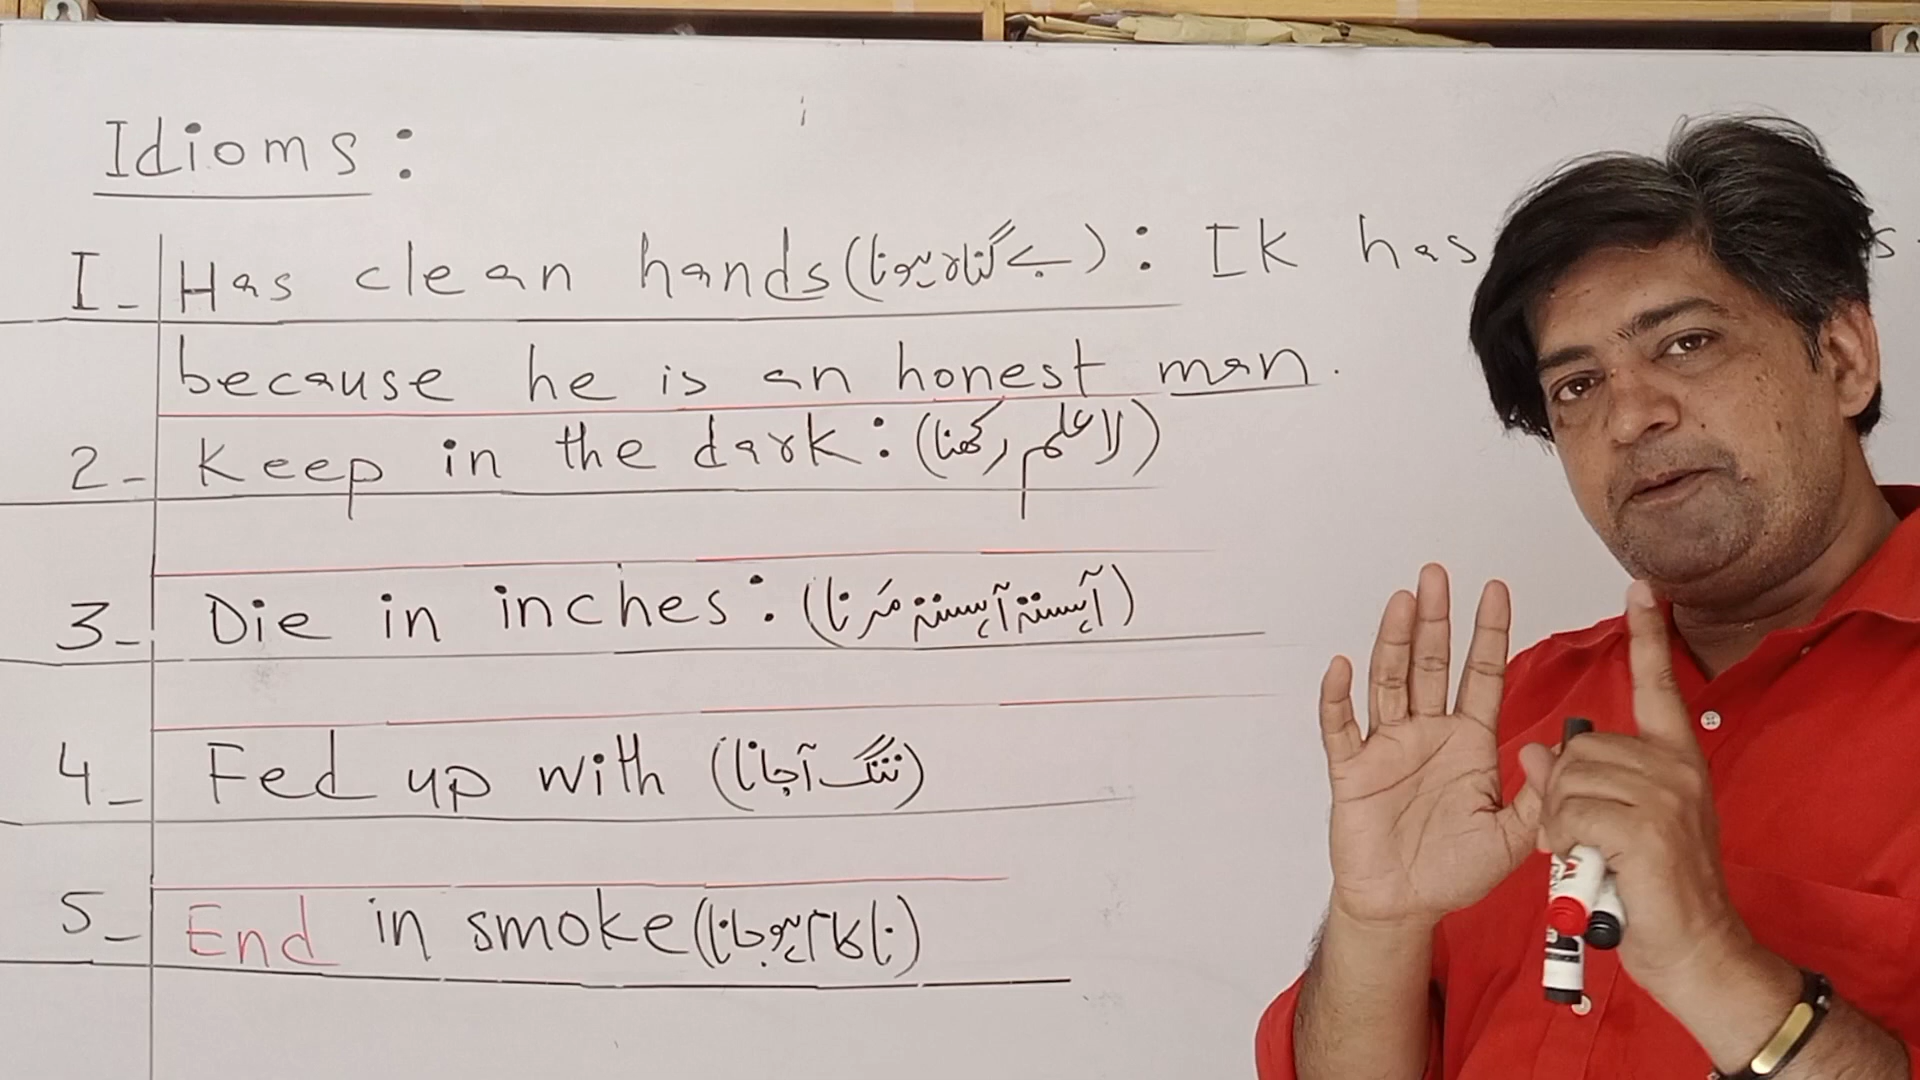 Idioms:
1- Has clean hands (بے گناہ ہونا): IK has
because he is an honest man.
2- Keep in the dark: (لاعلم رکھنا)
3- Die in inches: (آہستہ آہستہ مَرنا)
4- Fed up with (تنگ آجانا)
5- End in smoke (ناکام ہوجانا)